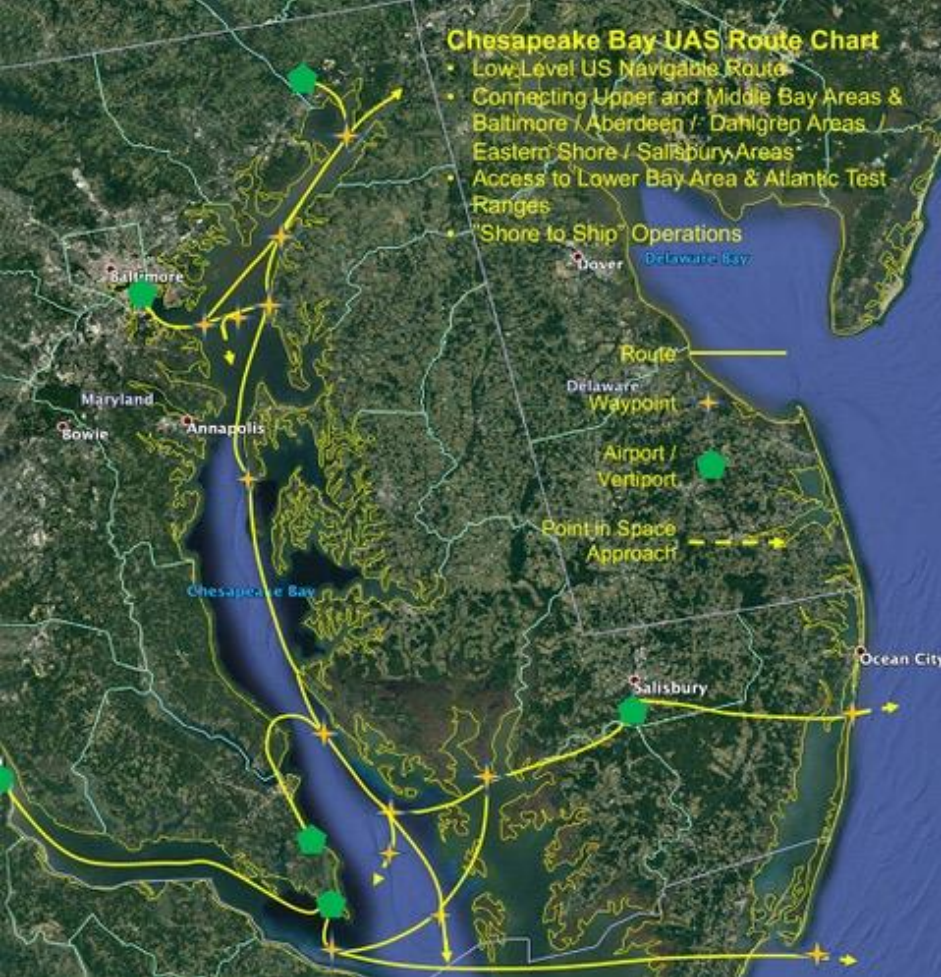 Chesapeake Bay UAS Route Chart
• Low Level US Navigable Route
• Connecting Upper and Middle Bay Areas &
Baltimore / Aberdeen / Dahlgren Areas /
Eastern Shore / Salisbury Areas
• Access to Lower Bay Area & Atlantic Test
Ranges
• "Shore to Ship" Operations
Dover
Delaware Bay
Baltimore
Route
Delaware
Maryland
Waypoint
Annapolis
Bowie
Airport /
Vertiport
Point in Space
Approach
Chesapeake Bay
Ocean City
Salisbury